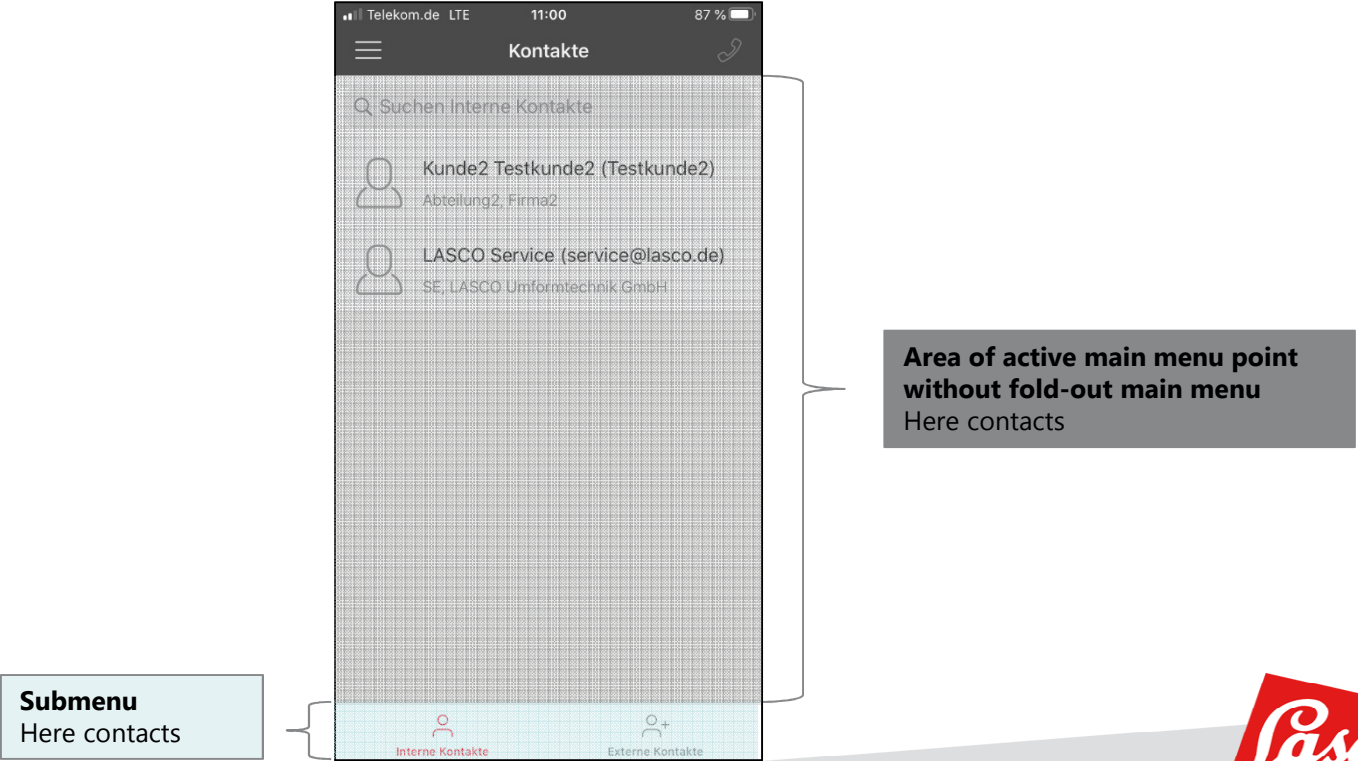 Telekom.de LTE 11:00 87 %
Kontakte
Suchen Interne Kontakte
Kunde2 Testkunde2 (Testkunde2)
Abteilung2, Firma2
LASCO Service (service@lasco.de)
SE, LASCO Umformtechnik GmbH
Area of active main menu point
without fold-out main menu
Here contacts
Submenu
Here contacts
Interne Kontakte
Externe Kontakte